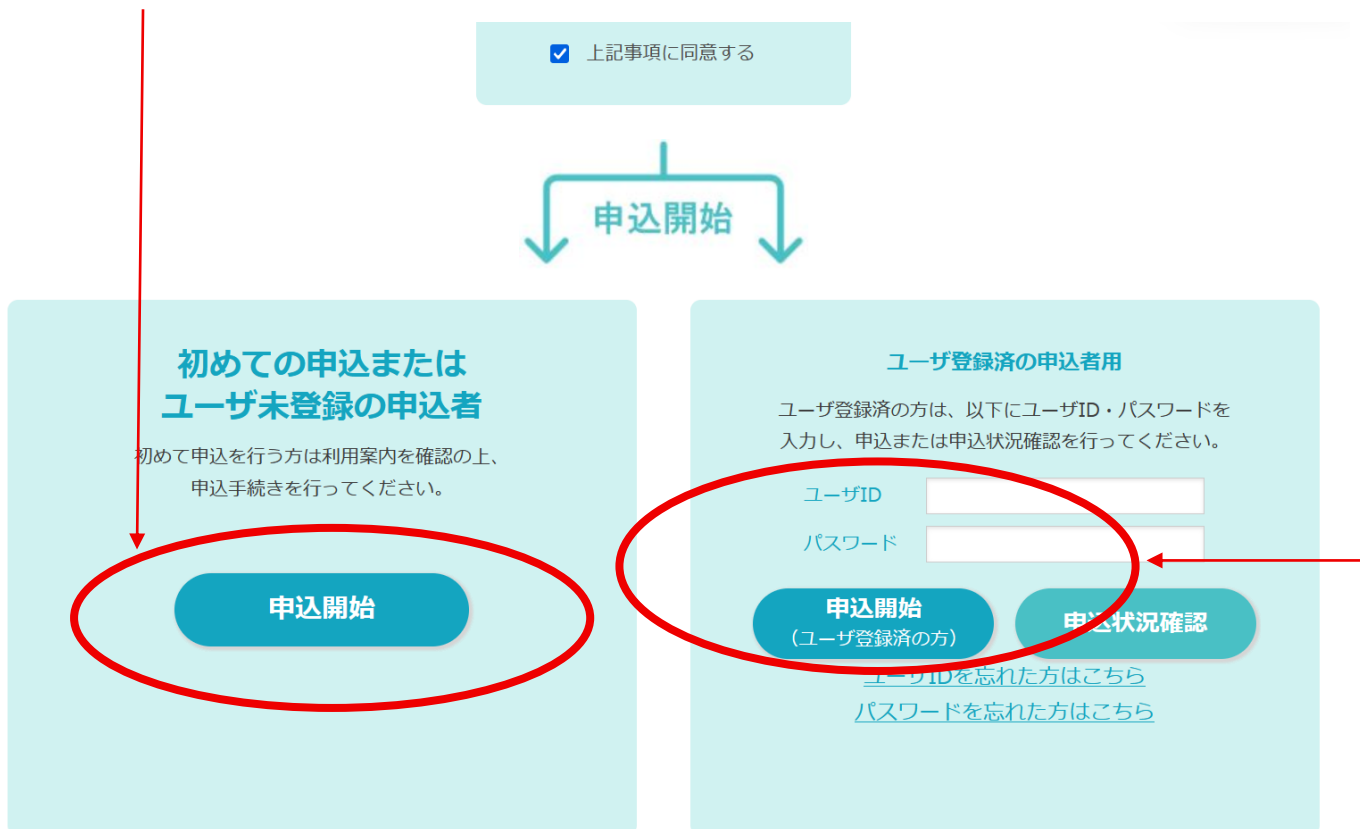 上記事項に同意する
申込開始
初めての申込または
ユーザ未登録の申込者
初めて申込を行う方は利用案内を確認の上、
申込手続きを行ってください。
申込開始
ユーザ登録済の申込者用
ユーザ登録済の方は、以下にユーザID・パスワードを
入力し、申込または申込状況確認を行ってください。
ユーザID
パスワード
申込開始
（ユーザ登録済の方）
申込状況確認
ユーザIDを忘れた方はこちら
パスワードを忘れた方はこちら